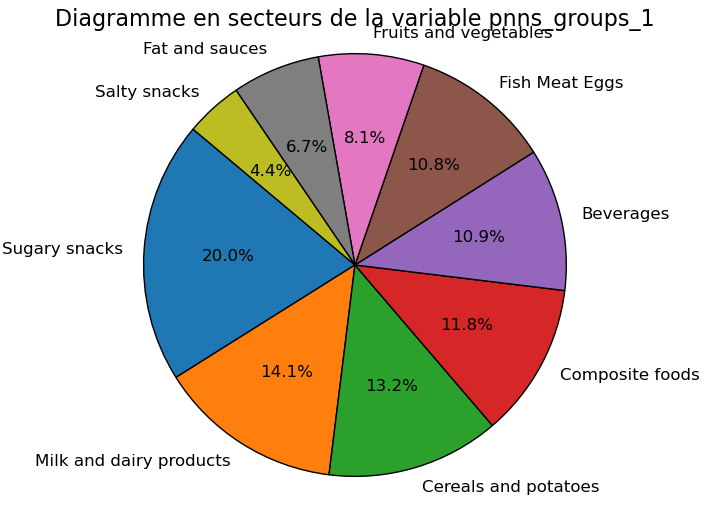 Diagramme en secteurs de la variable pnns_groups_1
Fruits and vegetables
Fat and sauces
Fish Meat Eggs
Salty snacks
8.1%
6.7%
10.8%
4.4%
Beverages
10.9%
Sugary snacks
20.0%
11.8%
14.1%
Composite foods
13.2%
Milk and dairy products
Cereals and potatoes